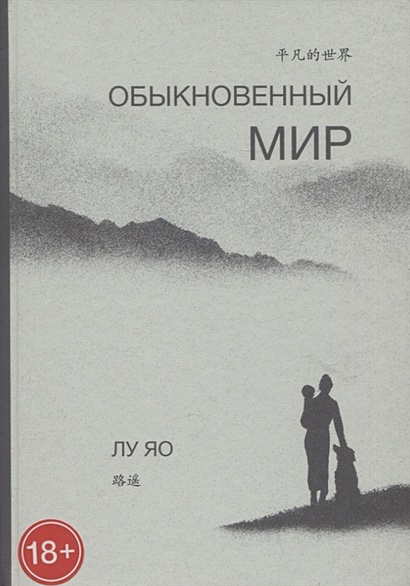 平凡的世界
ОБЫКНОВЕННЫЙ
МИР
ЛУ ЯО
路遥
18+